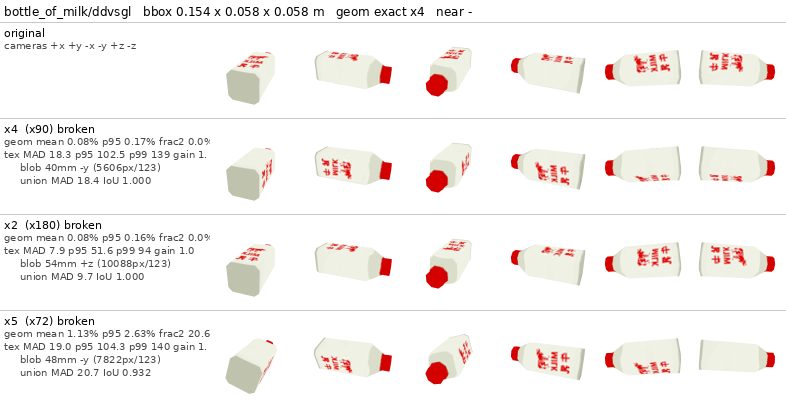 bottle_of_milk/ddvsgl   bbox 0.154 x 0.058 x 0.058 m   geom exact x4   near -
original
cameras +x +y -x -y +z -z
x4  (x90) broken
geom mean 0.08% p95 0.17% frac2 0.0%
tex MAD 18.3 p95 102.5 p99 139 gain 1.
blob 40mm -y (5606px/123)
union MAD 18.4 IoU 1.000
x2  (x180) broken
geom mean 0.08% p95 0.16% frac2 0.0%
tex MAD 7.9 p95 51.6 p99 94 gain 1.0
blob 54mm +z (10088px/123)
union MAD 9.7 IoU 1.000
x5  (x72) broken
geom mean 1.13% p95 2.63% frac2 20.6
tex MAD 19.0 p95 104.3 p99 140 gain 1.
blob 48mm -y (7822px/123)
union MAD 20.7 IoU 0.932